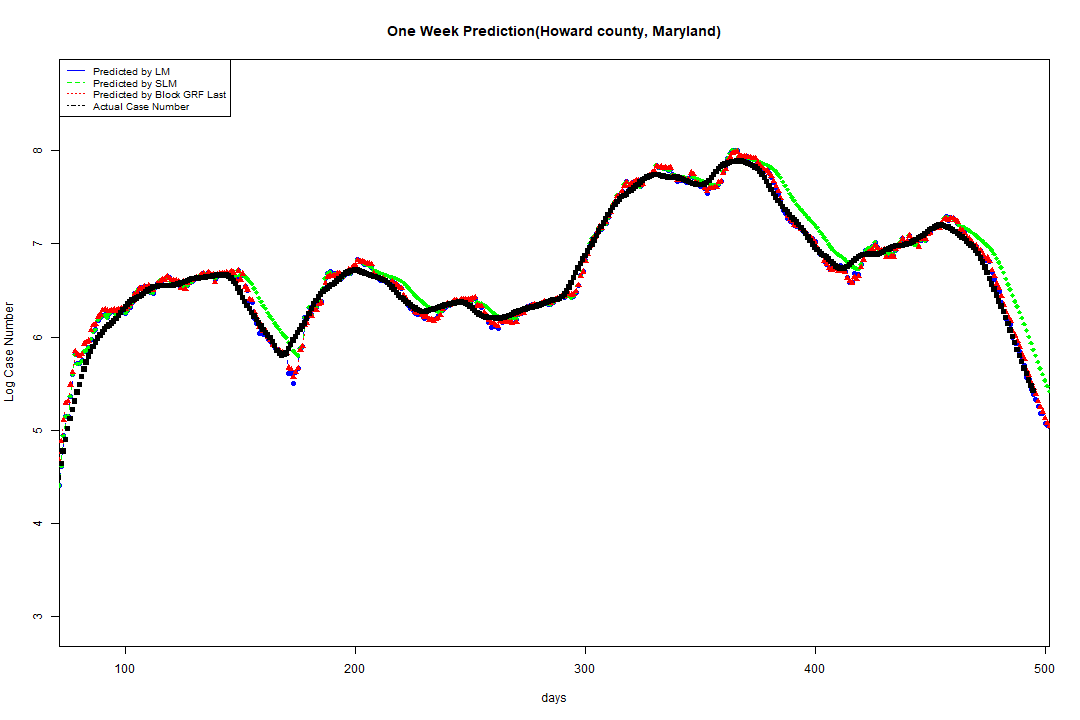 One Week Prediction(Howard county, Maryland)
Predicted by LM
Predicted by SLM
Predicted by Block GRF Last
Actual Case Number
8
7
6
5
4
3
Log Case Number
100 200 300 400 500
days